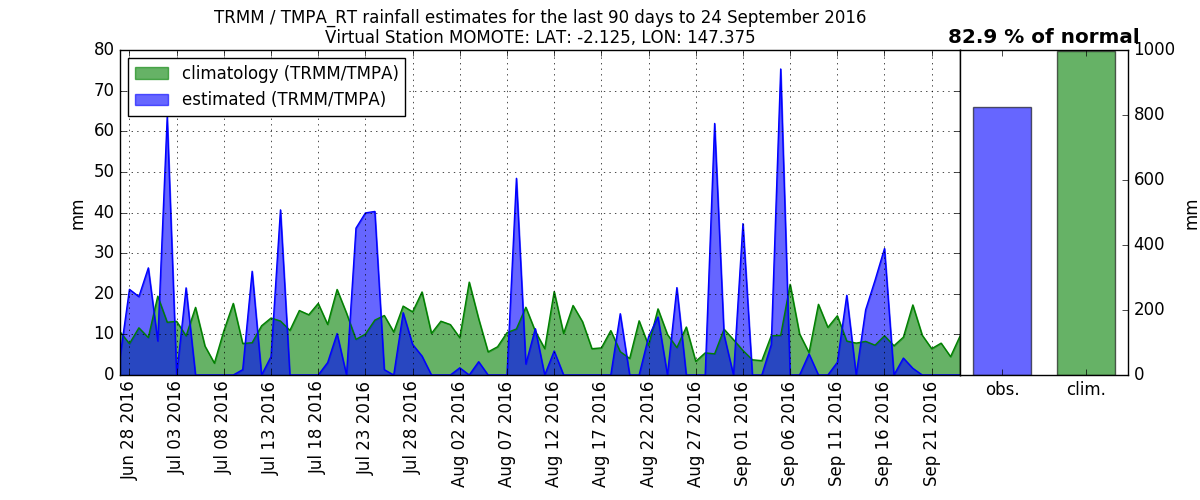 TRMM / TMPA_RT rainfall estimates for the last 90 days to 24 September 2016
Virtual Station MOMOTE: LAT: -2.125, LON: 147.375
82.9 % of normal
climatology (TRMM/TMPA)
estimated (TRMM/TMPA)
80
70
60
50
40
30
20
10
0
mm
Jun 28 2016
Jul 03 2016
Jul 08 2016
Jul 13 2016
Jul 18 2016
Jul 23 2016
Jul 28 2016
Aug 02 2016
Aug 07 2016
Aug 12 2016
Aug 17 2016
Aug 22 2016
Aug 27 2016
Sep 01 2016
Sep 06 2016
Sep 11 2016
Sep 16 2016
Sep 21 2016
obs.
clim.
1000
800
600
400
200
0
mm